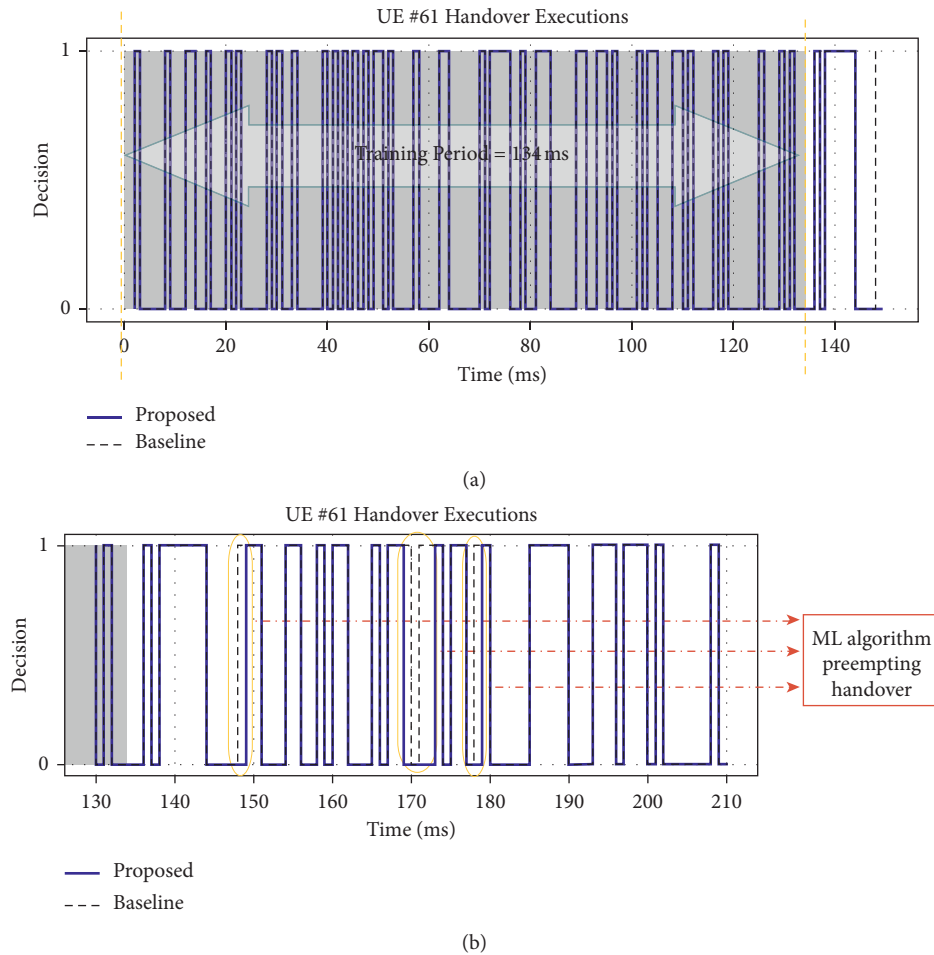 UE #61 Handover Executions
1
Decision
Training Period = 134 ms
0
0 20 40 60 80 100 120 140
Time (ms)
Proposed
Baseline
(a)
UE #61 Handover Executions
1
Decision
ML algorithm
preempting
handover
0
130 140 150 160 170 180 190 200 210
Time (ms)
Proposed
Baseline
(b)